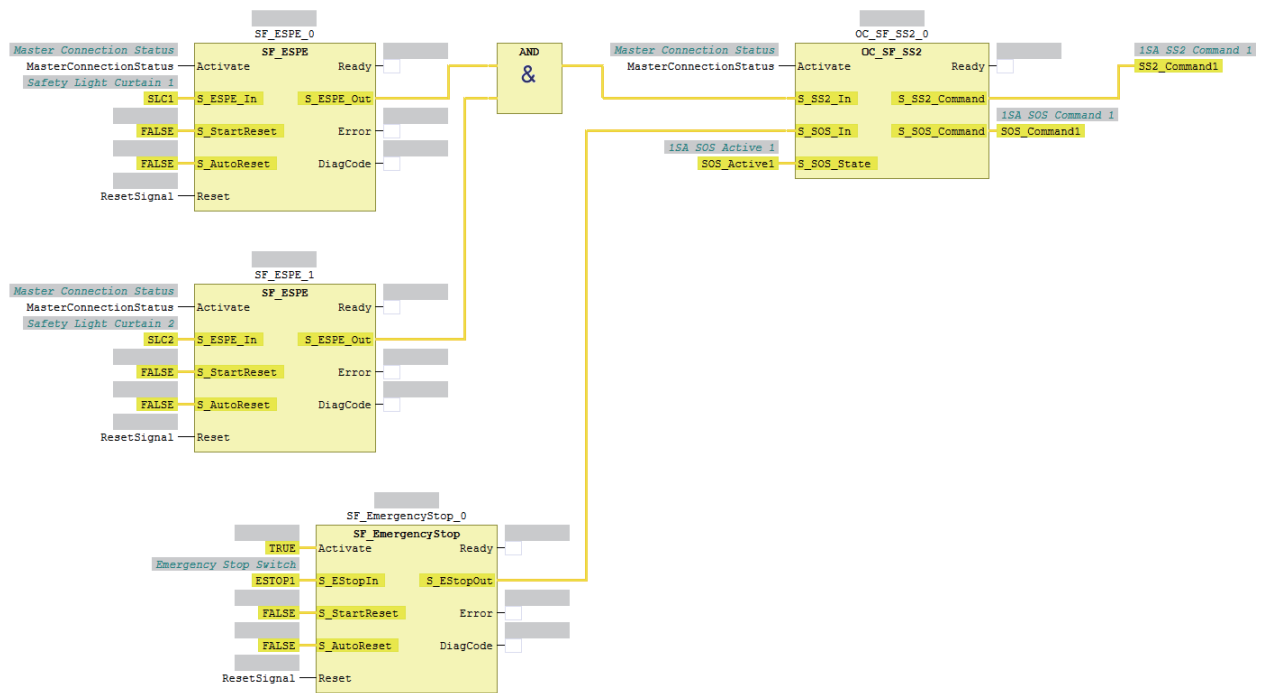 SF_ESPE_0
Master Connection Status
SF_ESPE
MasterConnectionStatus
Activate
Ready
Safety Light Curtain 1
SLC1
S_ESPE_In
S_ESPE_Out
FALSE
S_StartReset
Error
FALSE
S_AutoReset
DiagCode
ResetSignal
Reset
AND
&
OC_SF_SS2_0
Master Connection Status
OC_SF_SS2
MasterConnectionStatus
Activate
Ready
1SA SS2 Command 1
SS2_Command1
S_SS2_In
S_SS2_Command
1SA SOS Command 1
S_SOS_In
S_SOS_Command
SOS_Command1
1SA SOS Active 1
SOS_Active1
S_SOS_State
SF_ESPE_1
Master Connection Status
SF_ESPE
MasterConnectionStatus
Activate
Ready
Safety Light Curtain 2
SLC2
S_ESPE_In
S_ESPE_Out
FALSE
S_StartReset
Error
FALSE
S_AutoReset
DiagCode
ResetSignal
Reset
SF_EmergencyStop_0
SF_EmergencyStop
TRUE
Activate
Ready
Emergency Stop Switch
ESTOP1
S_EStopIn
S_EStopOut
FALSE
S_StartReset
Error
FALSE
S_AutoReset
DiagCode
ResetSignal
Reset